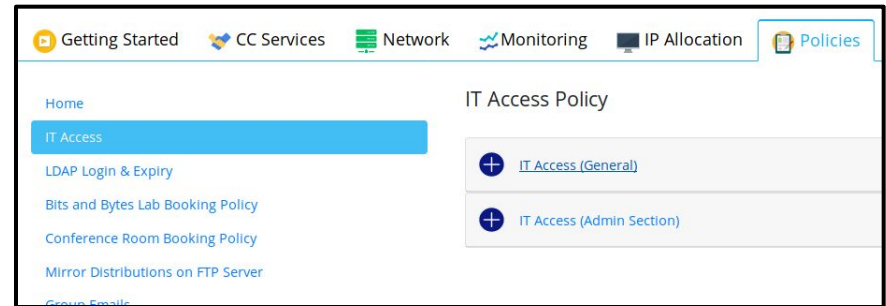 Getting Started CC Services Network Monitoring IP Allocation Policies
Home
IT Access
LDAP Login & Expiry
Bits and Bytes Lab Booking Policy
Conference Room Booking Policy
Mirror Distributions on FTP Server
Group Emails
IT Access Policy
IT Access (General)
IT Access (Admin Section)